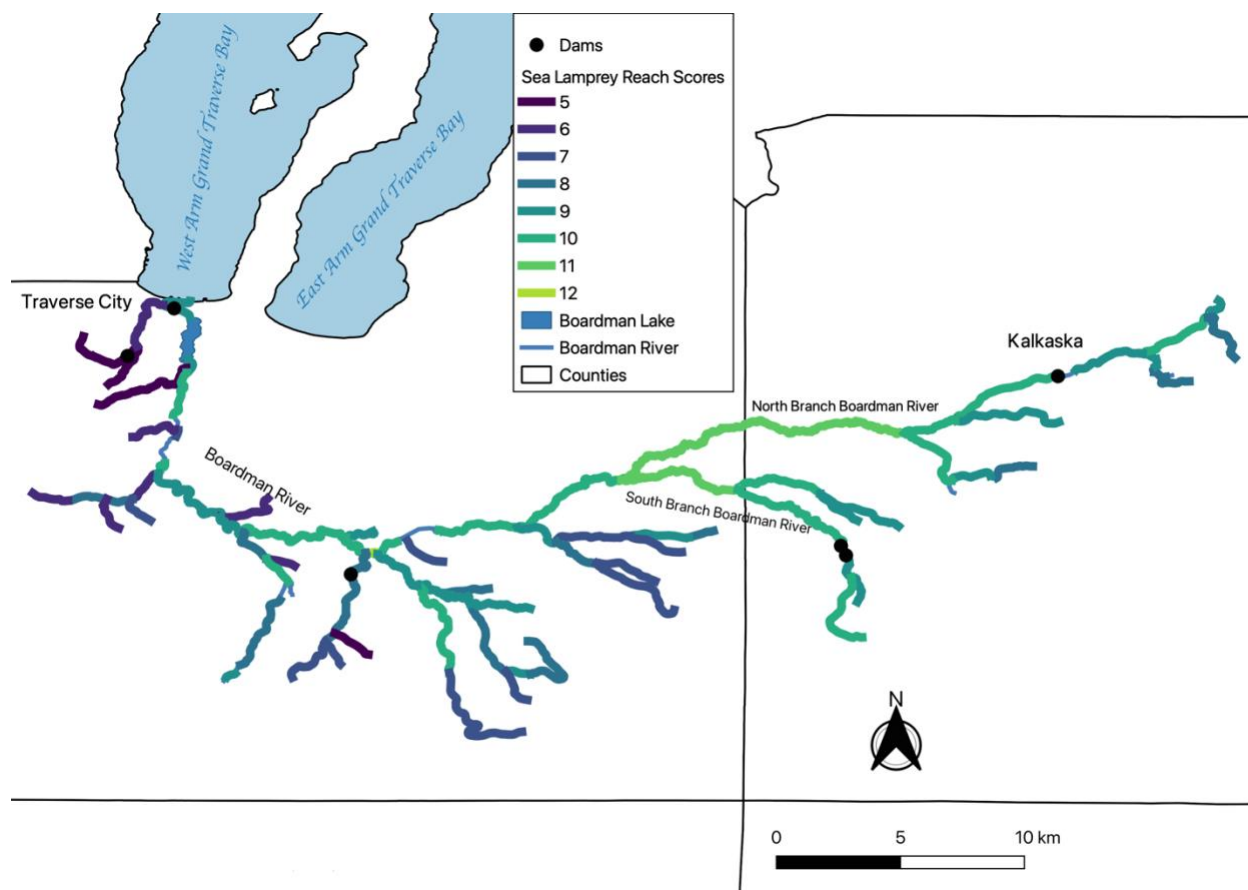 West Arm Grand Traverse Bay
East Arm Grand Traverse Bay
Dams
Sea Lamprey Reach Scores
5
6
7
8
9
10
11
12
Boardman Lake
Boardman River
Counties
Traverse City
Kalkaska
North Branch Boardman River
Boardman River
South Branch Boardman River
N
0 5 10 km